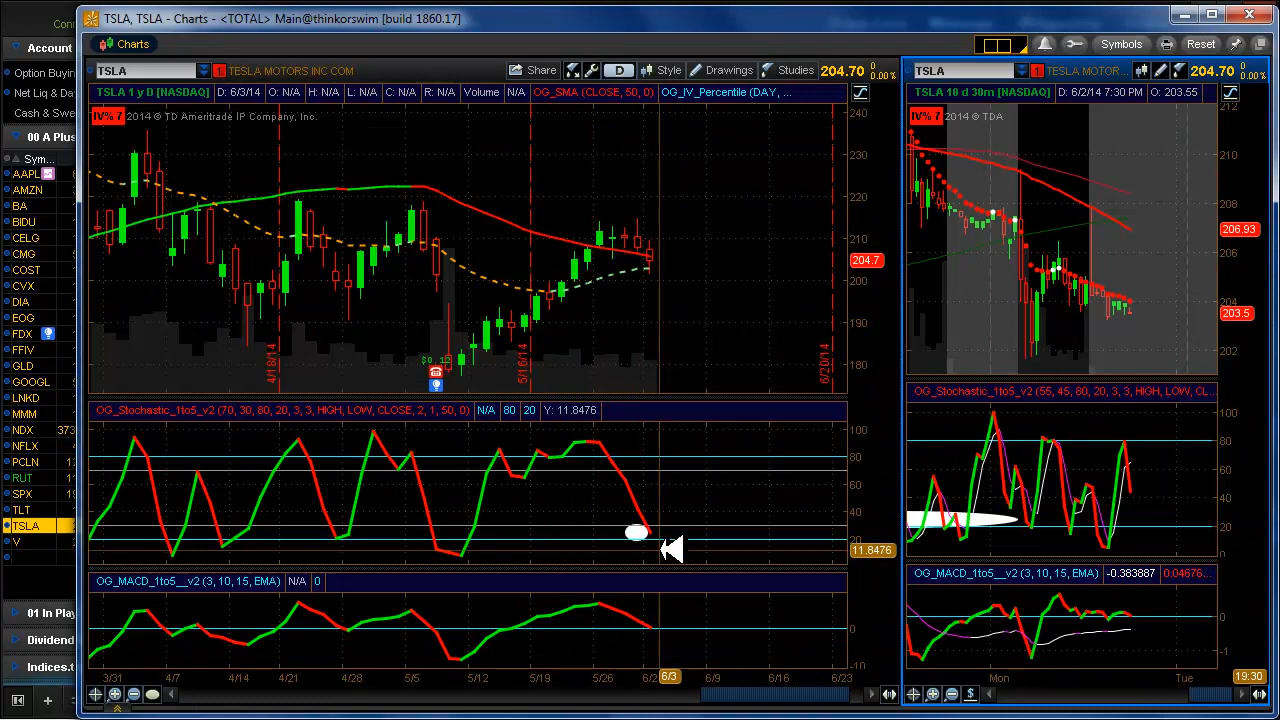 TSLA, TSLA - Charts - <TOTAL> Main@thinkorswim [build 1860.17]
Account
Option Buyin
Net Liq & Da
Cash & Swe
00 A Plus
Sym...
AAPL
AMZN
BA
BIDU
CELG
CMG
COST
CVX
DIA
EOG
FDX
FFIV
GLD
GOOGL
LNKD
MMM
NDX 373
NFLX
PCLN
RUT
SPX
TLT
TSLA
V
01 In Play
Dividend
Indices.t
Charts
Symbols
Reset
TSLA
1
TESLA MOTORS INC COM
Share
D
Style
Drawings
Studies
204.70
0
0.00%
TSLA 1 y D [NASDAQ]
D: 6/3/14
O: N/A
H: N/A
L: N/A
C: N/A
R: N/A
Volume
N/A
OG_SMA (CLOSE, 50, 0)
OG_IV_Percentile (DAY, ...
IV% 7
2014 © TD Ameritrade IP Company, Inc.
240
230
220
210
204.7
200
190
180
4/18/14
5/16/14
6/20/14
OG_Stochastic_1to5_v2 (70, 30, 80, 20, 3, 3, HIGH, LOW, CLOSE, 2, 1, 50, 0)
N/A
80
20
Y: 11.8476
100
80
60
40
20
11.8476
OG_MACD_1to5__v2 (3, 10, 15, EMA)
N/A
0
0
-10
3/31
4/7
4/14
4/21
4/28
5/5
5/12
5/19
5/26
6/2
6/3
6/9
6/16
6/23
TSLA
1
TESLA MOTOR...
204.70
0
0.00%
TSLA 10 d 30m [NASDAQ]
D: 6/2/14 7:30 PM
O: 203.55
IV% 7
2014 © TDA
212
210
208
206.93
206
204
203.5
202
OG_Stochastic_1to5_v2 (55, 45, 80, 20, 3, 3, HIGH, LOW, CL...
100
80
60
40
20
0
OG_MACD_1to5__v2 (3, 10, 15, EMA)
-0.383887
0.04676...
0
-1
Mon
Tue
19:30